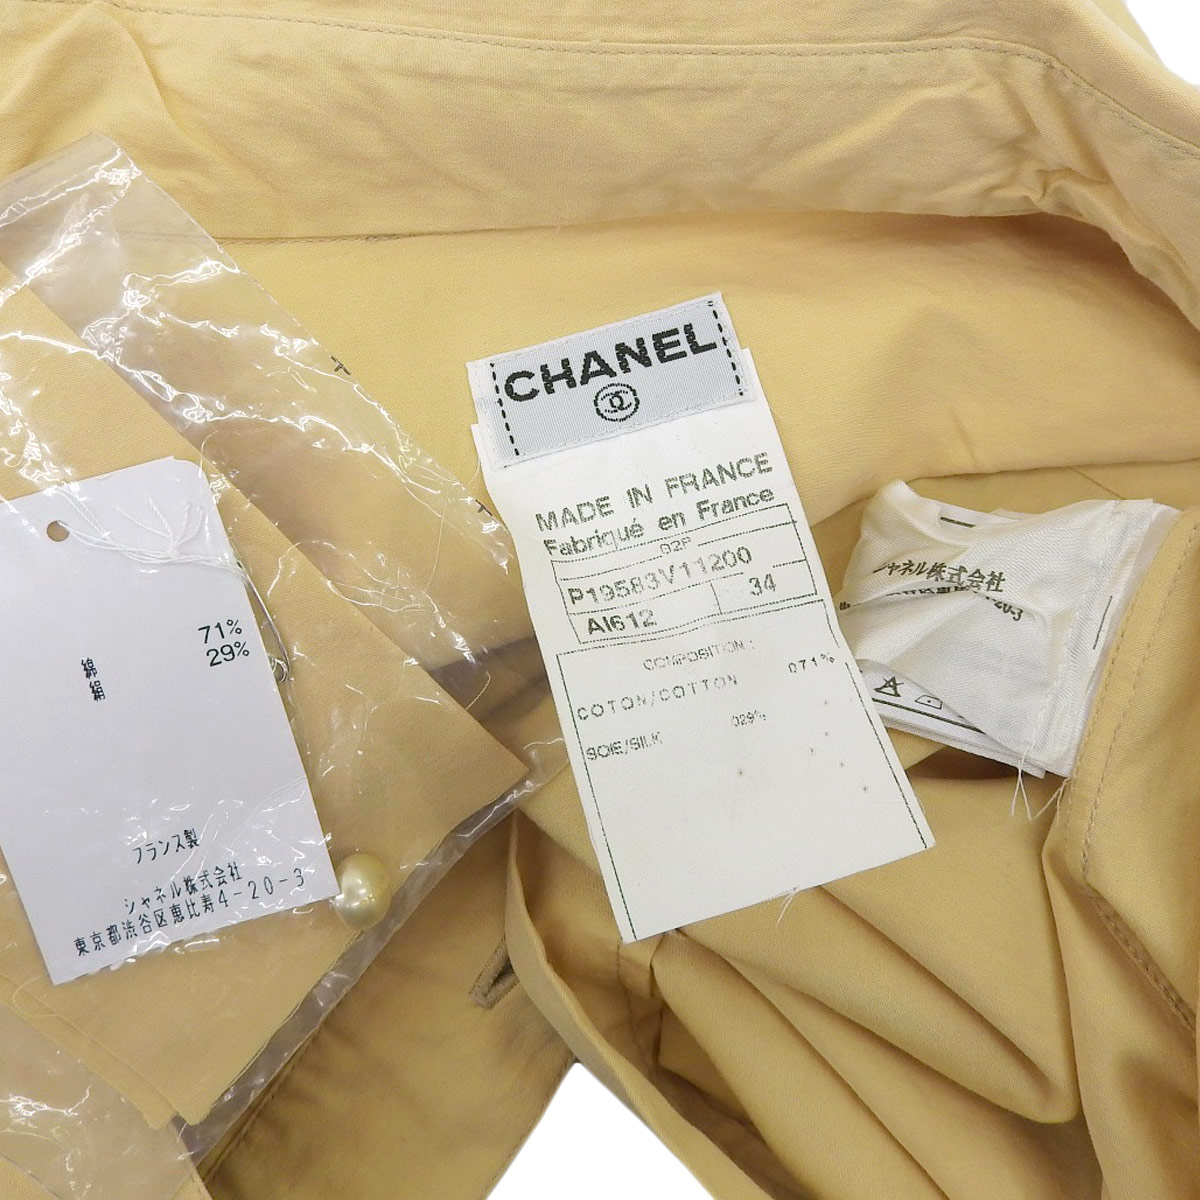 CHANEL
MADE IN FRANCE
Fabriqué en France
02P
P19583V11200
AI612 34
COMPOSITION :
COTON/COTTON 071%
SOIE/SILK 029%
綿 71%
絹 29%
フランス製
シャネル株式会社
東京都渋谷区恵比寿4-20-3
シャネル株式会社